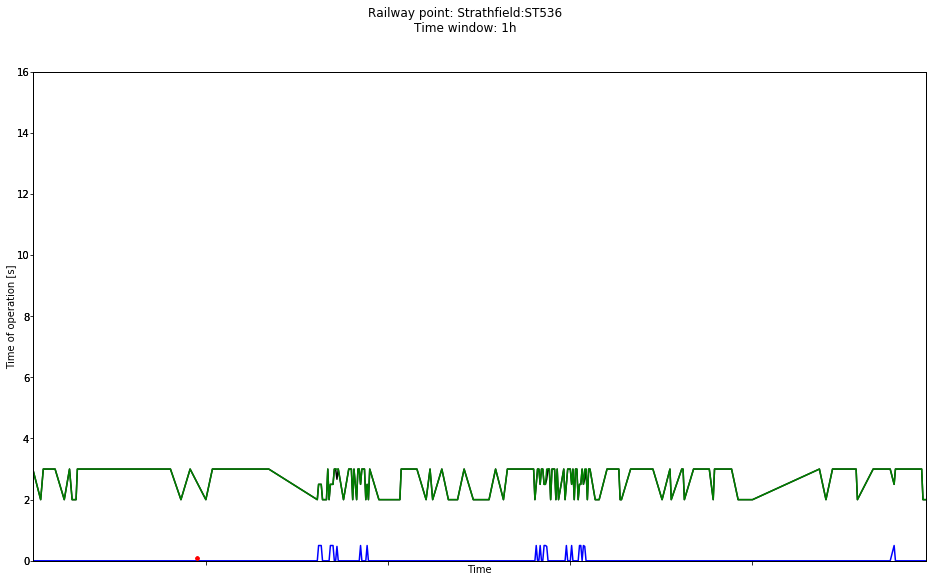 Railway point: Strathfield:ST536
Time window: 1h
16
14
12
10
8
6
4
2
0
Time of operation [s]
Time